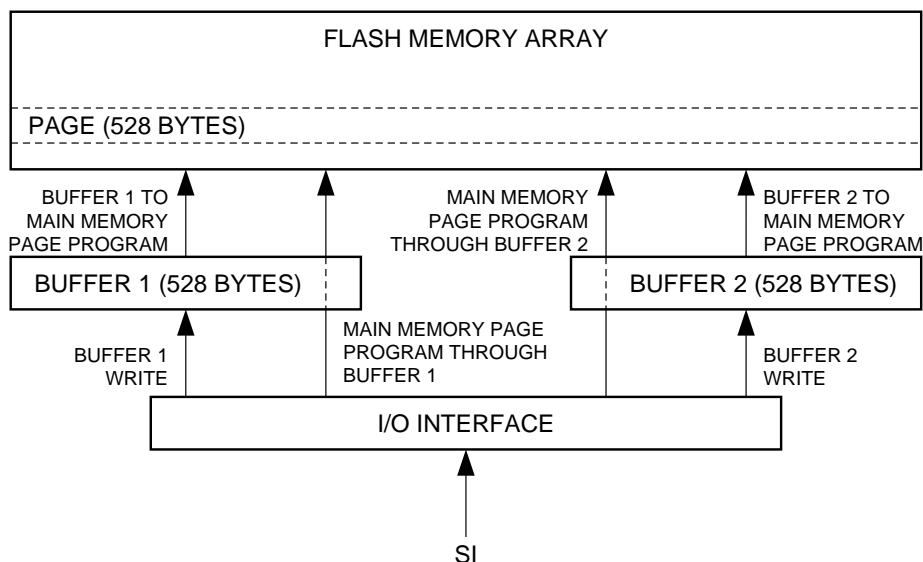 FLASH MEMORY ARRAY
PAGE (528 BYTES)
BUFFER 1 TO
MAIN MEMORY
PAGE PROGRAM
MAIN MEMORY
PAGE PROGRAM
THROUGH BUFFER 2
BUFFER 2 TO
MAIN MEMORY
PAGE PROGRAM
BUFFER 1 (528 BYTES)
BUFFER 2 (528 BYTES)
BUFFER 1
WRITE
MAIN MEMORY PAGE
PROGRAM THROUGH
BUFFER 1
BUFFER 2
WRITE
I/O INTERFACE
SI